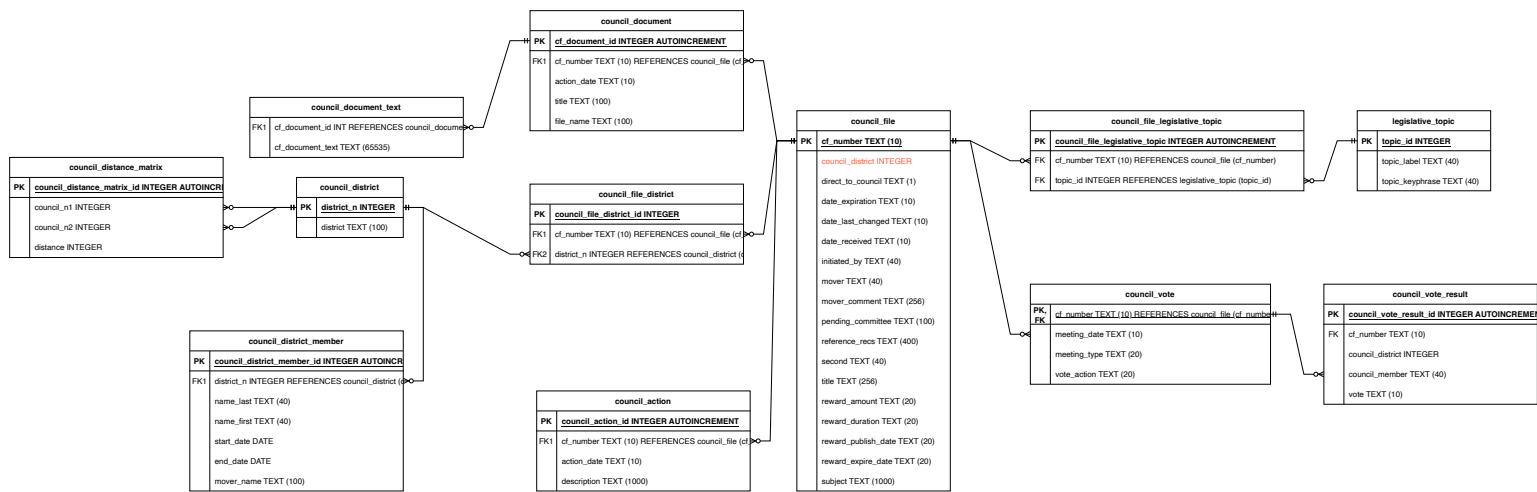 council_document
PK cf_document_id INTEGER AUTOINCREMENT
FK1 cf_number TEXT (10) REFERENCES council_file (cf_
action_date TEXT (10)
title TEXT (100)
file_name TEXT (100)
council_document_text
FK1 cf_document_id INT REFERENCES council_docume
cf_document_text TEXT (65535)
council_distance_matrix
PK council_distance_matrix_id INTEGER AUTOINCRE
council_n1 INTEGER
council_n2 INTEGER
distance INTEGER
council_district
PK district_n INTEGER
district TEXT (100)
council_file_district
PK council_file_district_id INTEGER
FK1 cf_number TEXT (10) REFERENCES council_file (cf_
FK2 district_n INTEGER REFERENCES council_district (d
council_district_member
PK council_district_member_id INTEGER AUTOINCR
FK1 district_n INTEGER REFERENCES council_district (d
name_last TEXT (40)
name_first TEXT (40)
start_date DATE
end_date DATE
mover_name TEXT (100)
council_action
PK council_action_id INTEGER AUTOINCREMENT
FK1 cf_number TEXT (10) REFERENCES council_file (cf_
action_date TEXT (10)
description TEXT (1000)
council_file
PK cf_number TEXT (10)
council_district INTEGER
direct_to_council TEXT (1)
date_expiration TEXT (10)
date_last_changed TEXT (10)
date_received TEXT (10)
initiated_by TEXT (40)
mover TEXT (40)
mover_comment TEXT (256)
pending_committee TEXT (100)
reference_recs TEXT (400)
second TEXT (40)
title TEXT (256)
reward_amount TEXT (20)
reward_duration TEXT (20)
reward_publish_date TEXT (20)
reward_expire_date TEXT (20)
subject TEXT (1000)
council_file_legislative_topic
PK council_file_legislative_topic INTEGER AUTOINCREMENT
FK cf_number TEXT (10) REFERENCES council_file (cf_number)
FK topic_id INTEGER REFERENCES legislative_topic (topic_id)
legislative_topic
PK topic_id INTEGER
topic_label TEXT (40)
topic_keyphrase TEXT (40)
council_vote
PK, FK cf_number TEXT (10) REFERENCES council_file (cf_numbe
meeting_date TEXT (10)
meeting_type TEXT (20)
vote_action TEXT (20)
council_vote_result
PK council_vote_result_id INTEGER AUTOINCREMEN
FK cf_number TEXT (10)
council_district INTEGER
council_member TEXT (40)
vote TEXT (10)